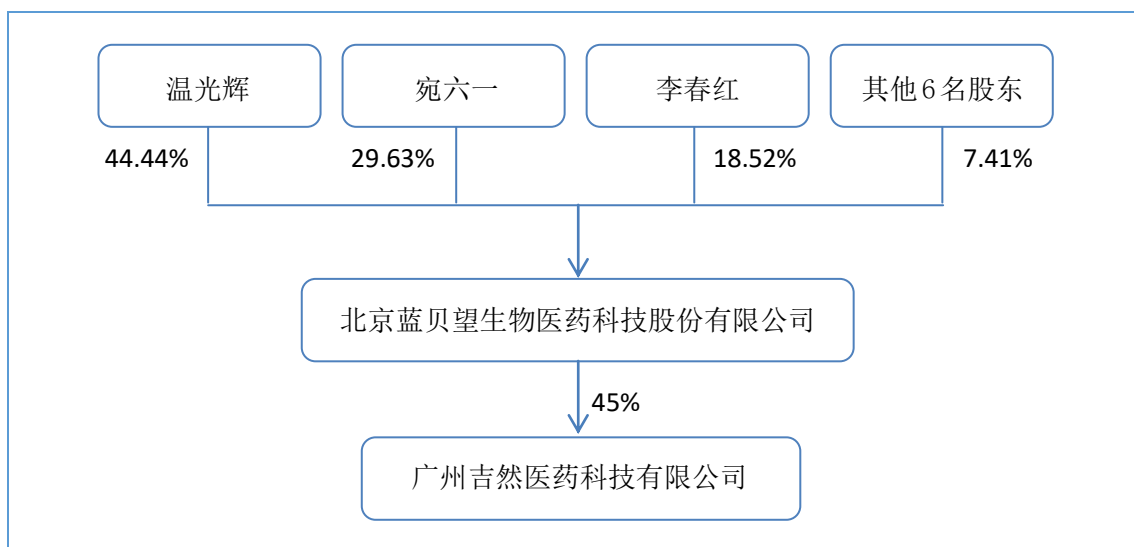 温光辉
宛六一
李春红
其他6名股东
44.44%
29.63%
18.52%
7.41%
北京蓝贝望生物医药科技股份有限公司
45%
广州吉然医药科技有限公司